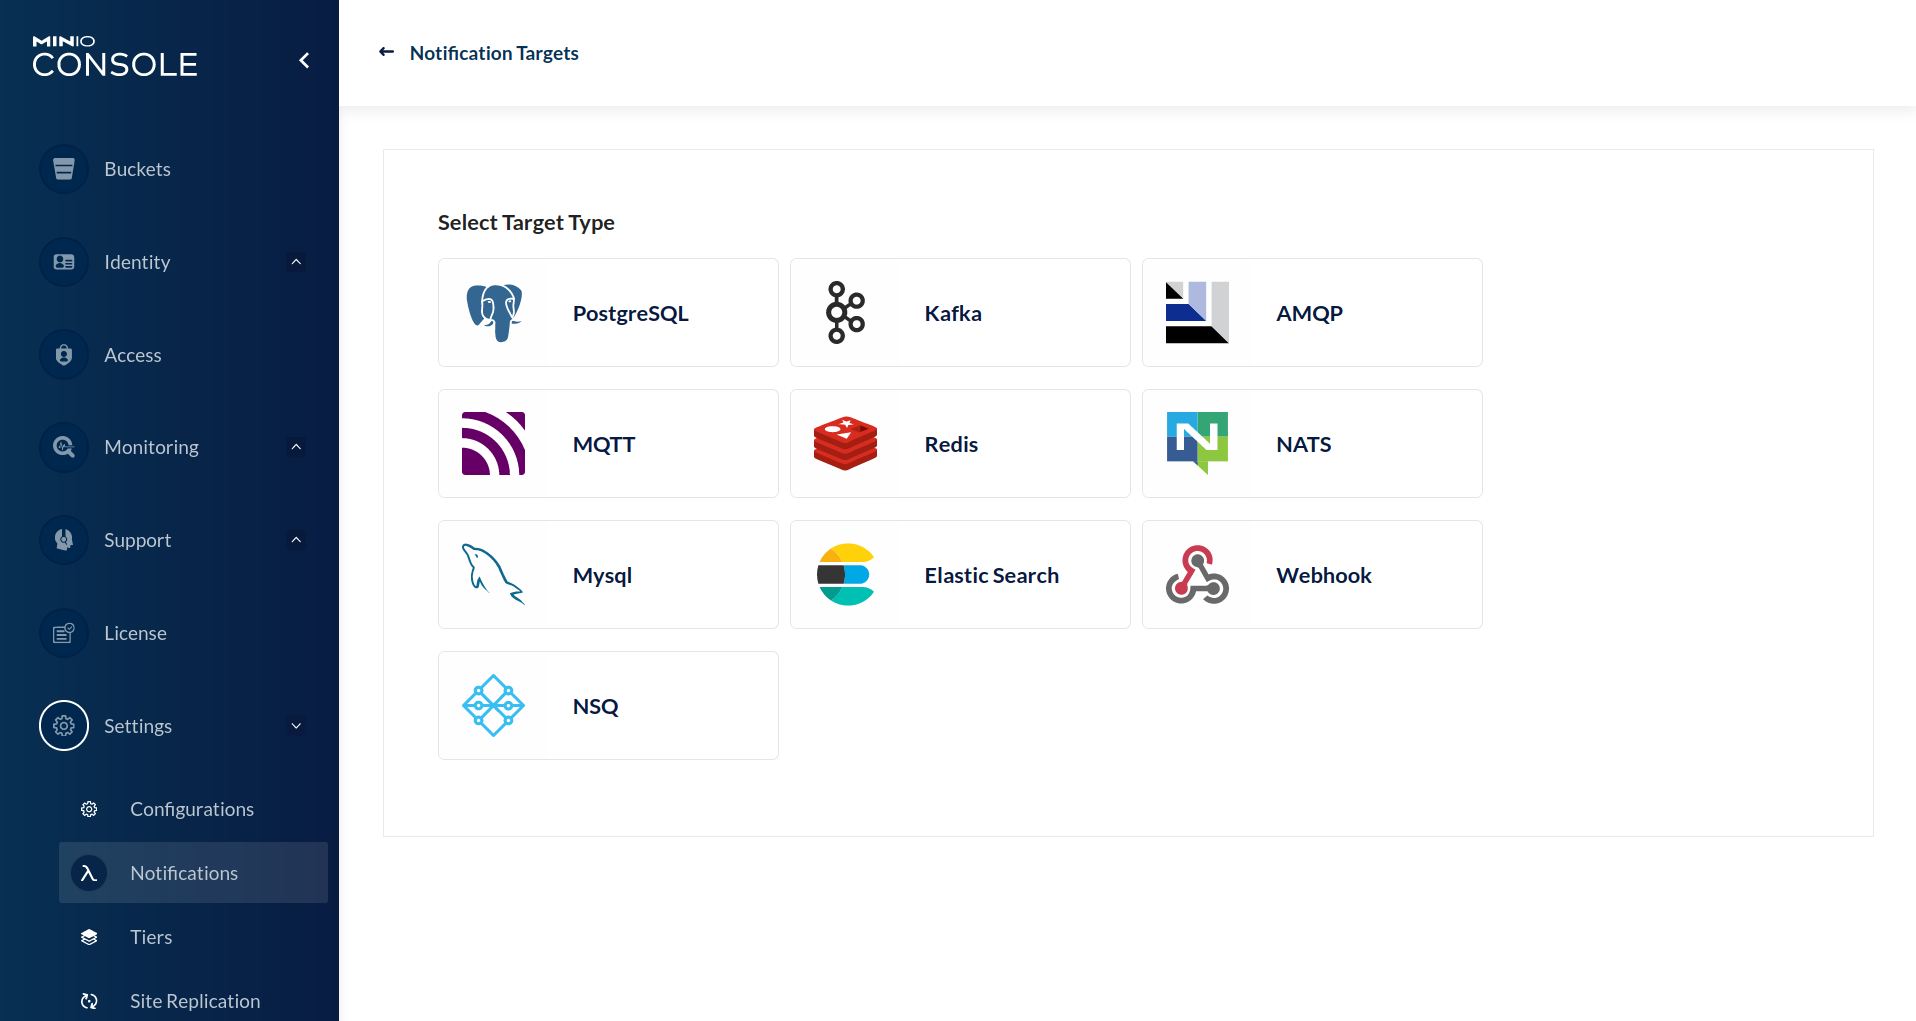 MINIO
CONSOLE
Notification Targets
Buckets
Identity
Access
Monitoring
Support
License
Settings
Configurations
Notifications
Tiers
Site Replication
Select Target Type
PostgreSQL
Kafka
AMQP
MQTT
Redis
NATS
Mysql
Elastic Search
Webhook
NSQ